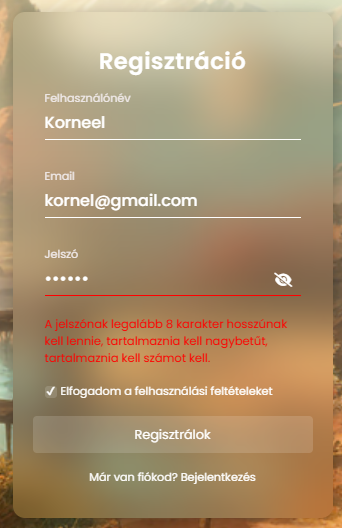 Regisztráció
Felhasználónév
Korneel
Email
kornel@gmail.com
Jelszó
••••••
A jelszónak legalább 8 karakter hosszúnak
kell lennie, tartalmaznia kell nagybetűt,
tartalmaznia kell számot kell.
Elfogadom a felhasználási feltételeket
Regisztrálok
Már van fiókod? Bejelentkezés